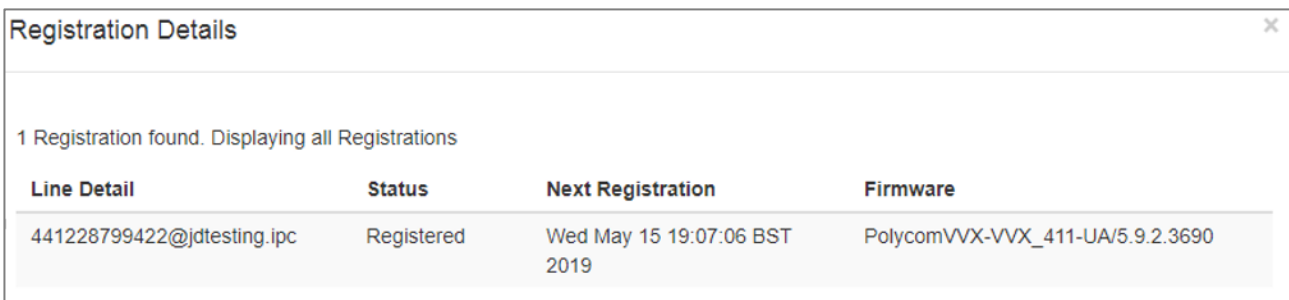 Registration Details
×
1 Registration found. Displaying all Registrations
Line Detail Status Next Registration Firmware
441228799422@jdtesting.ipc Registered Wed May 15 19:07:06 BST PolycomVVX-VVX_411-UA/5.9.2.3690
2019